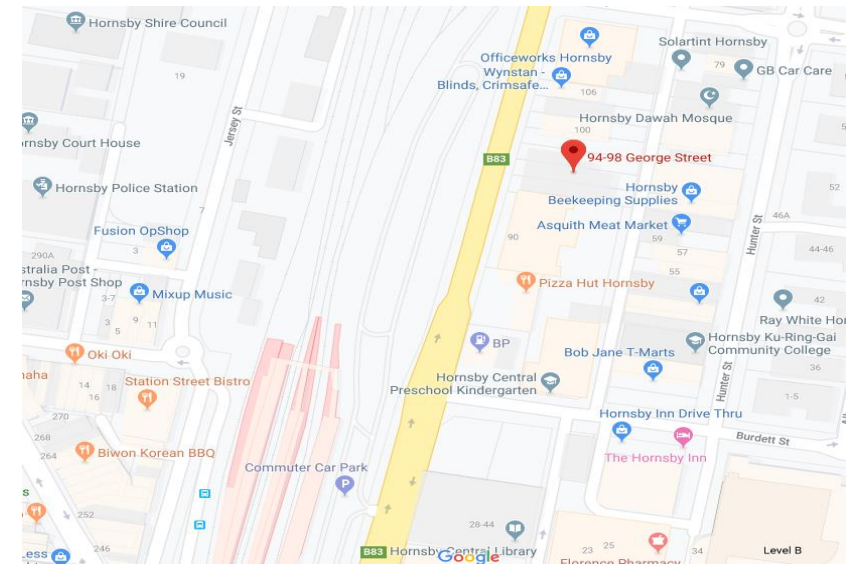 Hornsby Shire Council
Officeworks Hornsby
Solartint Hornsby
19
Wynstan -
Blinds, Crimsafe...
79
GB Car Care
106
Hornsby Dawah Mosque
Jersey St
100
rnsby Court House
B83
94-98 George Street
Hornsby Police Station
Hornsby
Beekeeping Supplies
52
7
Asquith Meat Market
46A
Fusion OpShop
3
90
59
57
Hunter St
44-46
290A
stralia Post -
rnsby Post Shop
55
Pizza Hut Hornsby
3-7
Mixup Music
42
3
9
11
5
Ray White Hor
BP
Hornsby Ku-Ring-Gai
Community College
Oki Oki
Bob Jane T-Marts
naha
Station Street Bistro
Hornsby Central
Preschool Kindergarten
36
14
16
18
Hunter St
1-5
270
Hornsby Inn Drive Thru
268
264
Biwon Korean BBQ
Burdett St
The Hornsby Inn
Commuter Car Park
s
252
28-44
246
Less
B83
Hornsby Central Library
Google
23
25
34
Level B
Florence Pharmacy